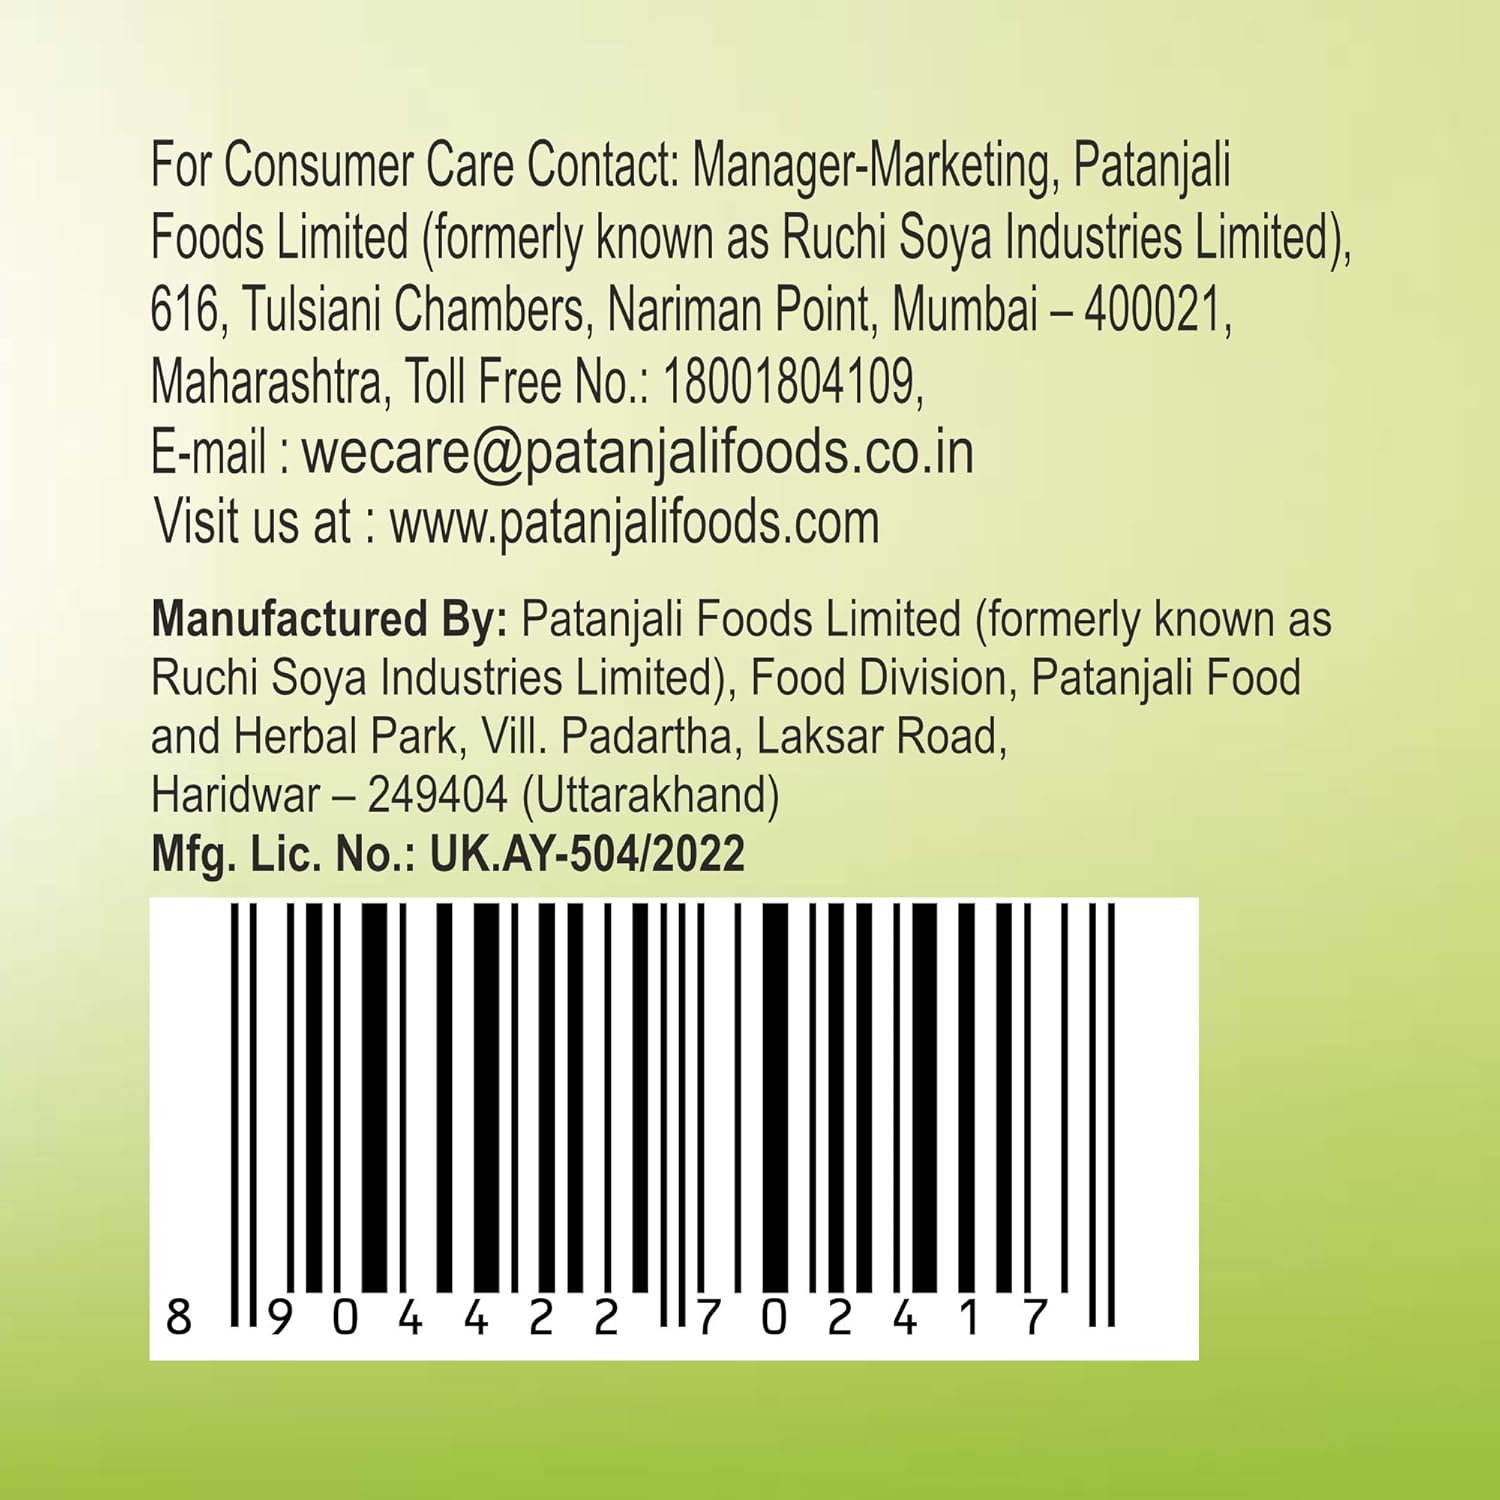 For Consumer Care Contact: Manager-Marketing, Patanjali
Foods Limited (formerly known as Ruchi Soya Industries Limited),
616, Tulsiani Chambers, Nariman Point, Mumbai – 400021,
Maharashtra, Toll Free No.: 18001804109,
E-mail : wecare@patanjalifoods.co.in
Visit us at : www.patanjalifoods.com
Manufactured By: Patanjali Foods Limited (formerly known as
Ruchi Soya Industries Limited), Food Division, Patanjali Food
and Herbal Park, Vill. Padartha, Laksar Road,
Haridwar – 249404 (Uttarakhand)
Mfg. Lic. No.: UK.AY-504/2022
8 904422 702417